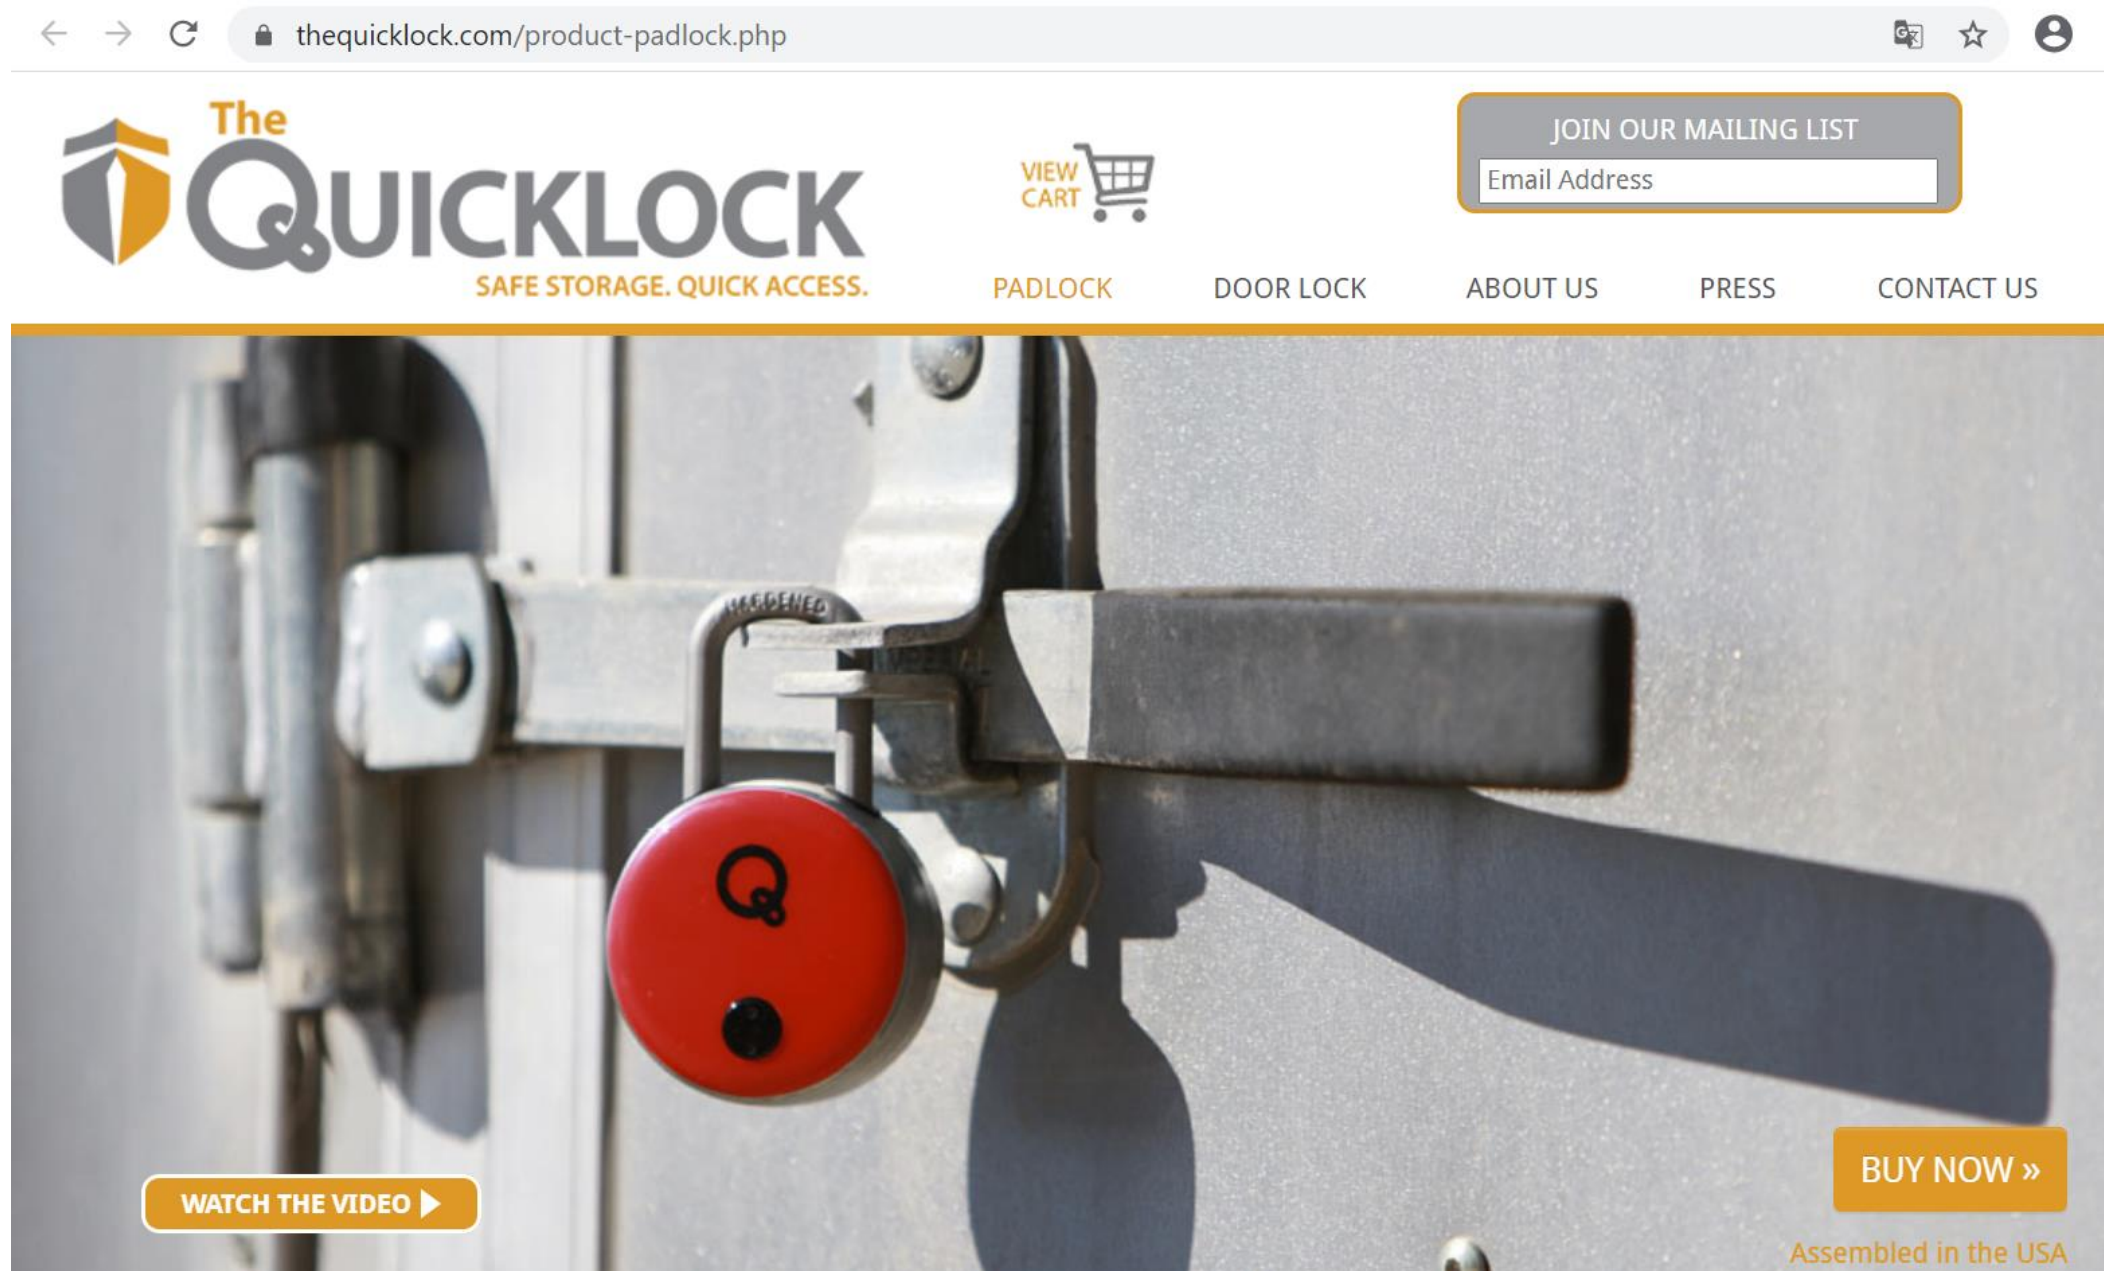 thequicklock.com/product-padlock.php
The
QUICKLOCK
SAFE STORAGE. QUICK ACCESS.
VIEW
CART
JOIN OUR MAILING LIST
Email Address
PADLOCK DOOR LOCK ABOUT US PRESS CONTACT US
HARDENED
Q
WATCH THE VIDEO
BUY NOW »
Assembled in the USA